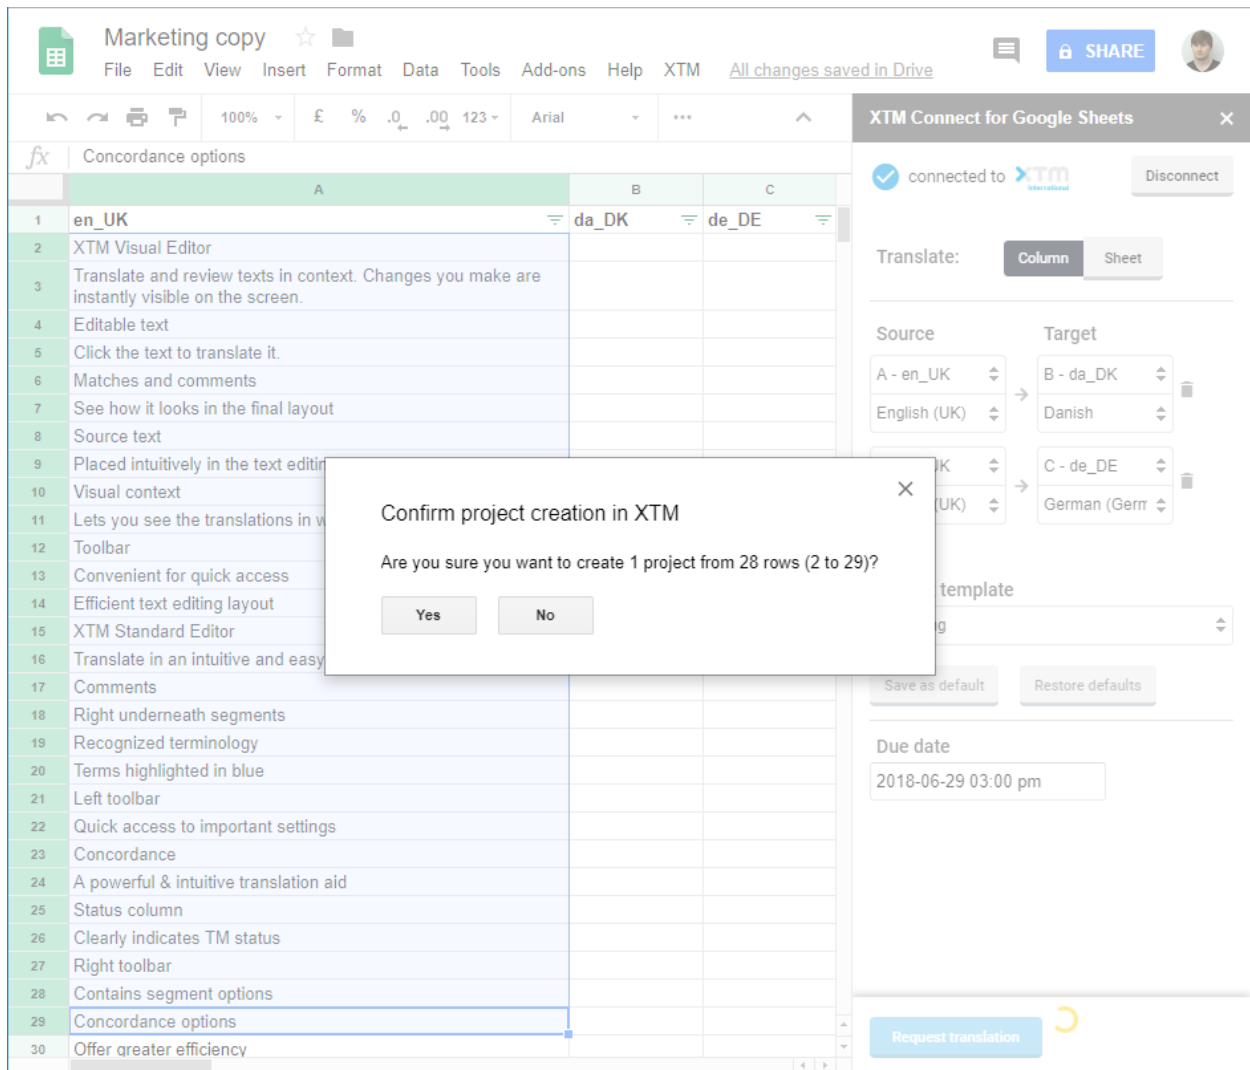 Marketing copy
File Edit View Insert Format Data Tools Add-ons Help XTM All changes saved in Drive
SHARE
100% £ % .0 .00 123 Arial
XTM Connect for Google Sheets
fx Concordance options
connected to XTM International Disconnect
A B C
1 en_UK da_DK de_DE
2 XTM Visual Editor
3 Translate and review texts in context. Changes you make are
instantly visible on the screen.
4 Editable text
5 Click the text to translate it.
6 Matches and comments
7 See how it looks in the final layout
8 Source text
9 Placed intuitively in the text
10 Visual context
11 Lets you see the translations in
12 Toolbar
13 Convenient for quick access
14 Efficient text editing layout
15 XTM Standard Editor
16 Translate in an intuitive and easy
17 Comments
18 Right underneath segments
19 Recognized terminology
20 Terms highlighted in blue
21 Left toolbar
22 Quick access to important settings
23 Concordance
24 A powerful & intuitive translation aid
25 Status column
26 Clearly indicates TM status
27 Right toolbar
28 Contains segment options
29 Concordance options
30 Offer greater efficiency
Translate: Column Sheet
Source Target
A - en_UK B - da_DK
English (UK) Danish
C - de_DE
(UK) German (Germ
template
Save as default Restore defaults
Due date
2018-06-29 03:00 pm
Request translation
Confirm project creation in XTM
Are you sure you want to create 1 project from 28 rows (2 to 29)?
Yes No